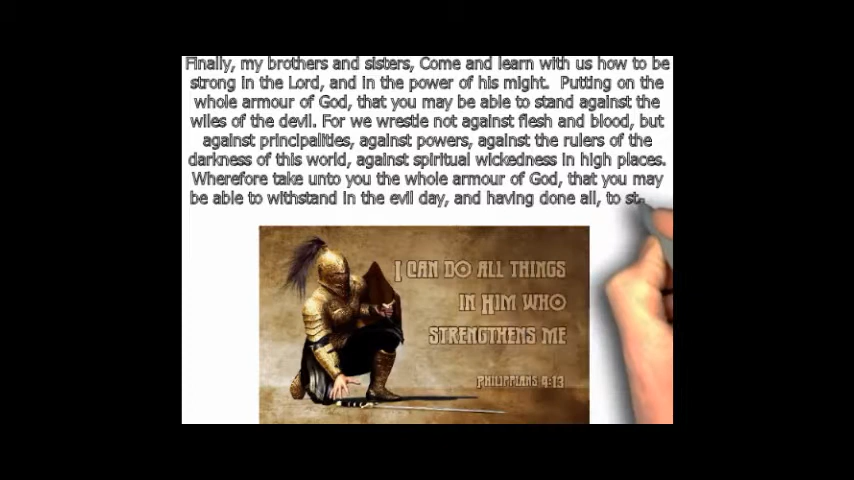 Finally, my brothers and sisters, Come and learn with us how to be
strong in the Lord, and in the power of his might. Putting on the
whole armour of God, that you may be able to stand against the
wiles of the devil. For we wrestle not against flesh and blood, but
against principalities, against powers, against the rulers of the
darkness of this world, against spiritual wickedness in high places.
Wherefore take unto you the whole armour of God, that you may
be able to withstand in the evil day, and having done all, to st
I CAN DO ALL THINGS
IN HIM WHO
STRENGTHENS ME
PHILIPPIANS 4:13